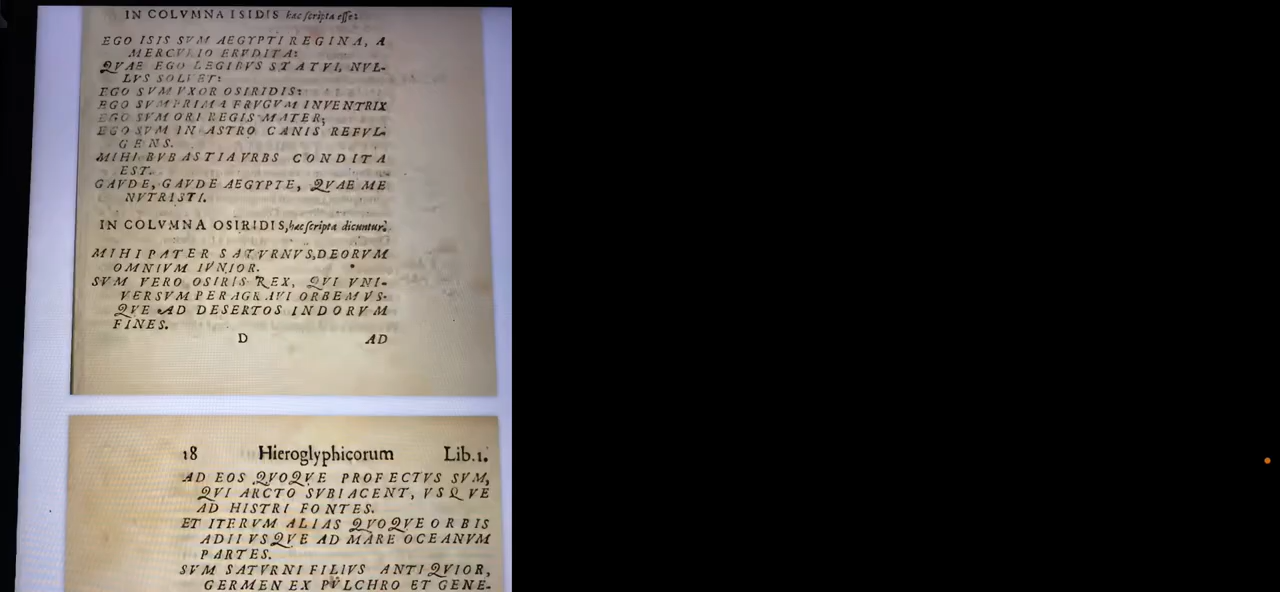 IN COLVMNA ISIDIS hæc scripta esse:
EGO ISIS SVM AEGYPTI REGINA, A
MERCVRIO ERVDITA:
QVAE EGO LEGIBVS STATVI, NVL-
LVS SOLVET:
EGO SVM VXOR OSIRIDIS:
EGO SVM PRIMA FRVGVM INVENTRIX
EGO SVM ORI REGIS MATER;
EGO SVM IN ASTRO CANIS REFVL-
GENS.
MIHI BVBASTIA VRBS CONDITA
EST.
GAVDE, GAVDE AEGYPTE, QVAE ME
NVTRISTI.
IN COLVMNA OSIRIDIS, hæc scripta dicuntur.
MIHI PATER SATVRNVS, DEORVM
OMNIVM IVNIOR.
SVM VERO OSIRIS REX, QVI VNI-
VERSVM PERAGRAVI ORBEM VS-
QVE AD DESERTOS INDORVM
FINES.
D AD
18 Hieroglyphicorum Lib.1.
AD EOS QVOQVE PROFECTVS SVM,
QVI ARCTO SVBIACENT, VSQVE
AD HISTRI FONTES.
ET ITERVM ALIAS QVOQVE ORBIS
ADII VSQVE AD MARE OCEANVM
PARTES.
SVM SATVRNI FILIVS ANTIQVIOR,
GERMEN EX PVLCHRO ET GENE-